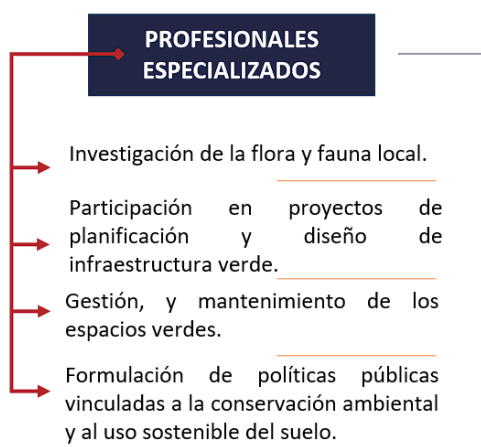 PROFESIONALES
ESPECIALIZADOS
Investigación de la flora y fauna local.
Participación en proyectos de
planificación y diseño de
infraestructura verde.
Gestión, y mantenimiento de los
espacios verdes.
Formulación de políticas públicas
vinculadas a la conservación ambiental
y al uso sostenible del suelo.